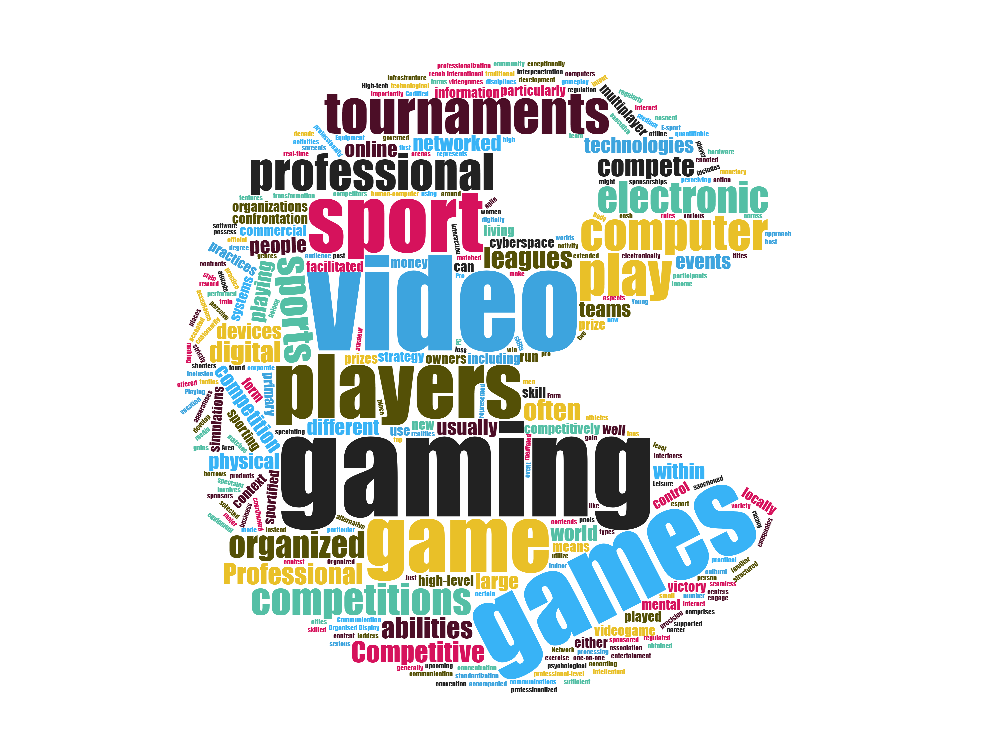 professionalization community exceptionally
reach international traditional interpenetration computers
infrastructure forms videogames disciplines development gameplay intent
High-tech technological information particularly regulation multiplayer regularly
Importantly Codified
tournaments executive Internet
medium nascent
E-sport
decade professionally Equipment governed networked high team offline quantifiable
activities online first technologies player hardware
screen(s
real-time arenas represents enacted
professional compete includes monetary
perceiving action
might sponsorships
features transformation competitors human-computer using around electronic
organizations sport agile
confrontation women body cash rules various across
software digitally computer
possess commercial interaction living approach
official cyberspace worlds host
practices degree people activity
genres audience past matched leagues extended electronically events titles
contracts facilitated money can play
attitude practice playing sports Pro make participants
style income
reward
performed systems video aspects Young
train belong teams
acceptance perceive
places prize now
accepted customarily devices two
amateur PC skills
making strictly digital loss win
shooters prizes strategy owners including run pro
found corporate
inclusion competition primary players
offered tactics form men
Playing skill Form
vocation apparatuses simulations place represented often athletes
develop sporting
media spectating different use new usually competitively well fans
realities
matches top gain
gains Area gaming mediated level
interfaces
physical event within
borrows products Leisure sanctioned
spectator context sportified control locally
involves
sponsors esport variety
selected coordinated like racing
major business alternative
equipment mode Instead particular contends pools
game world types companies
organized means games
utilize
contest Organized indoor practical familiar
Professional cultural structured
person
Just high-level large seamless
victory centers
competitions certain small number engage
mental internet
comprises
cities Communication played precision
skilled Organised Display abilities supported
career
content ladders videogame
serious either sponsored regulated
Competitive association obtained
Network processing
exercise one-on-one entertainment
generally upcoming concentration psychological according
communication standardization professional-level intellectual
convention accompanied communications sufficient
professionalized